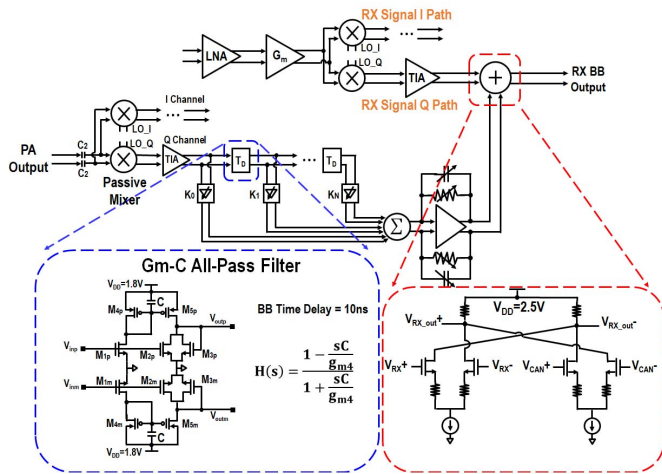 RX Signal I Path
LNA
Gm
LO_I
LO_Q
TIA
RX Signal Q Path
RX BB
Output
I Channel
LO_I
LO_Q
Q Channel
PA
Output
C2
C2
Passive
Mixer
TIA
TD
...
TD
K0
K1
KN
Σ
Gm-C All-Pass Filter
VDD=1.8V
C
M4p
M5p
Voutp
Vinp
M1p
M2p
M3p
Vinm
M1m
M2m
M3m
M4m
C
M5m
Voutm
VDD=1.8V
BB Time Delay = 10ns
H(s) = (1 - sC/gm4) / (1 + sC/gm4)
VDD=2.5V
VRX_out+
VRX_out-
VRX+
VRX-
VCAN+
VCAN-